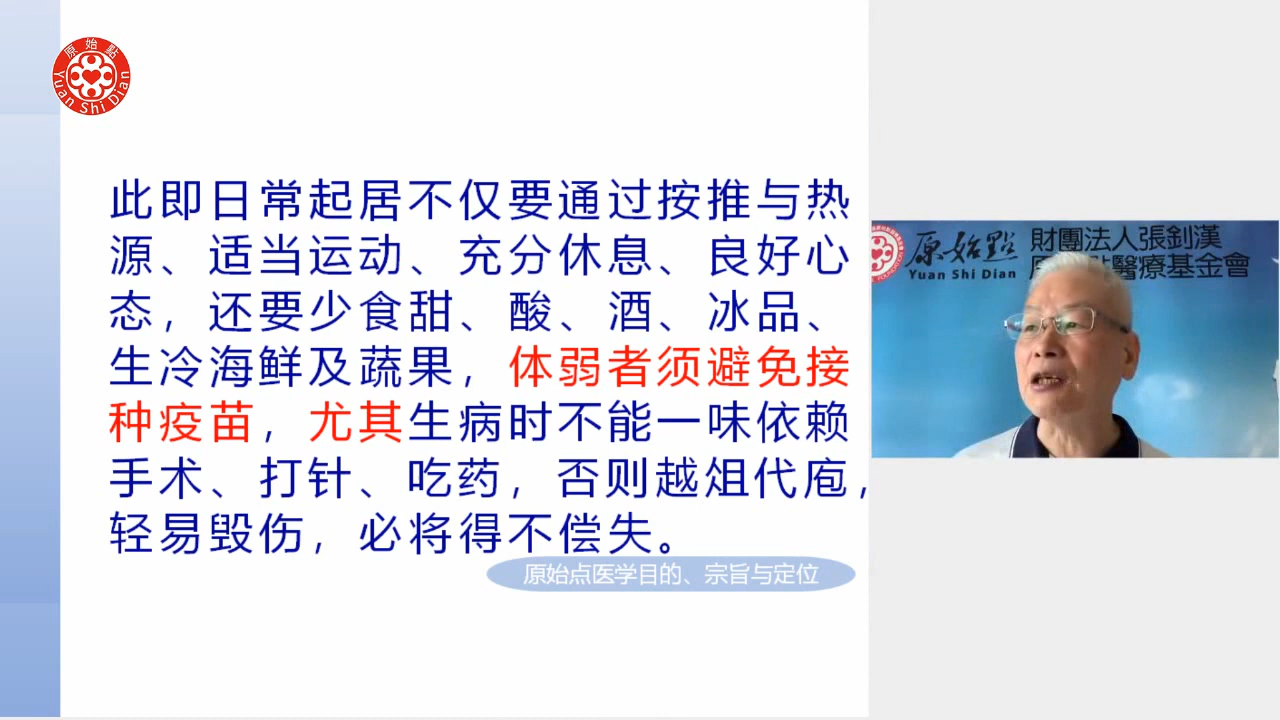 原始點
Yuan Shi Dian
此即日常起居不仅要通过按推与热
源、适当运动、充分休息、良好心
态，还要少食甜、酸、酒、冰品、
生冷海鲜及蔬果，体弱者须避免接
种疫苗，尤其生病时不能一味依赖
手术、打针、吃药，否则越俎代庖，
轻易毁伤，必将得不偿失。
原始点医学目的、宗旨与定位
原始點
Yuan Shi Dian
財團法人張釗漢
醫療基金會